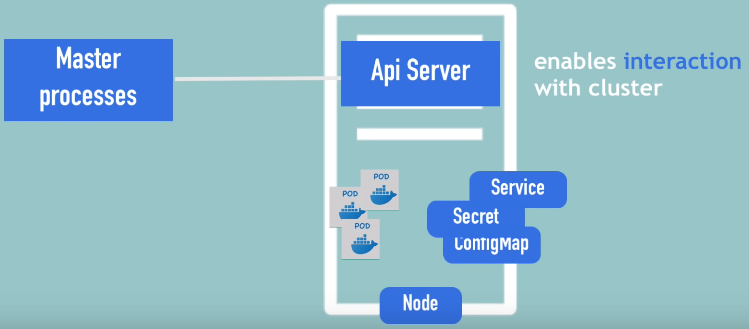 Master
processes
Api Server
enables interaction
with cluster
POD
POD
POD
Service
Secret
ConfigMap
Node